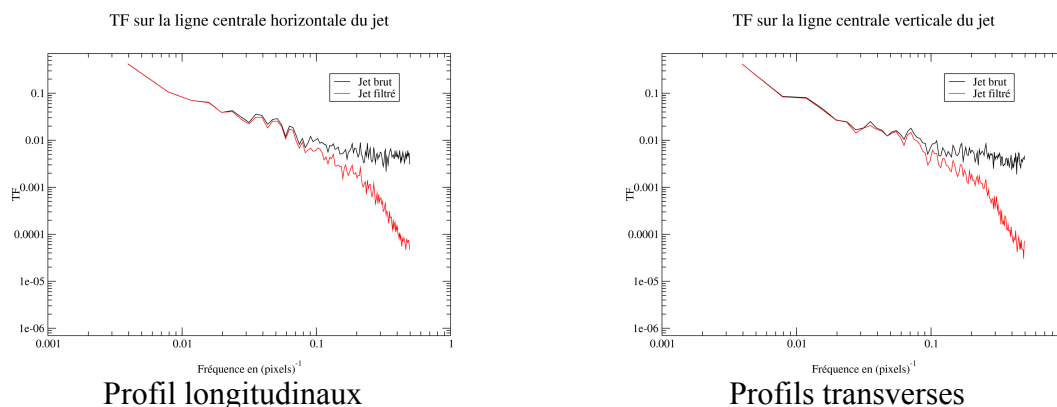 TF sur la ligne centrale horizontale du jet
Jet brut
Jet filtré
0.1
0.01
0.001
0.0001
1e-05
1e-06
TF
0.001
0.01
0.1
1
Fréquence en (pixels)-1
Profil longitudinaux
TF sur la ligne centrale verticale du jet
Jet brut
Jet filtré
0.1
0.01
0.001
0.0001
1e-05
1e-06
TF
0.001
0.01
0.1
Fréquence en (pixels)-1
Profils transverses